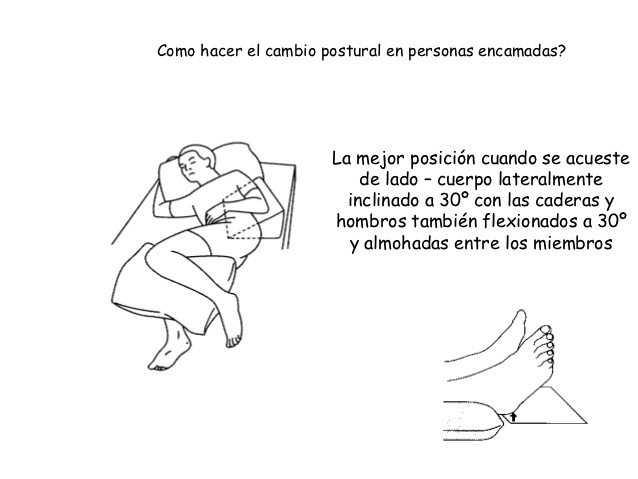 Como hacer el cambio postural en personas encamadas?
La mejor posición cuando se acueste
de lado – cuerpo lateralmente
inclinado a 30º con las caderas y
hombros también flexionados a 30º
y almohadas entre los miembros